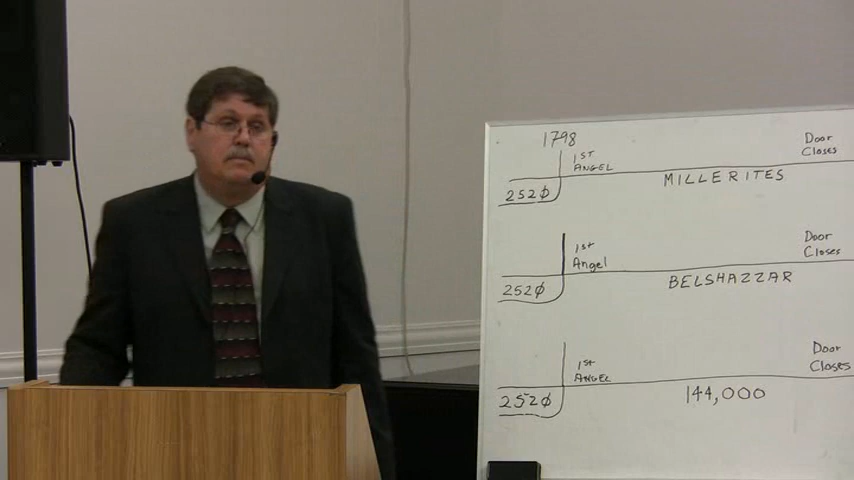 1798
1ST
ANGEL
Door
Closes
2520
MILLERITES
1st
Angel
Door
Closes
2520
BELSHAZZAR
1st
ANGEL
Door
Closes
2520
144,000